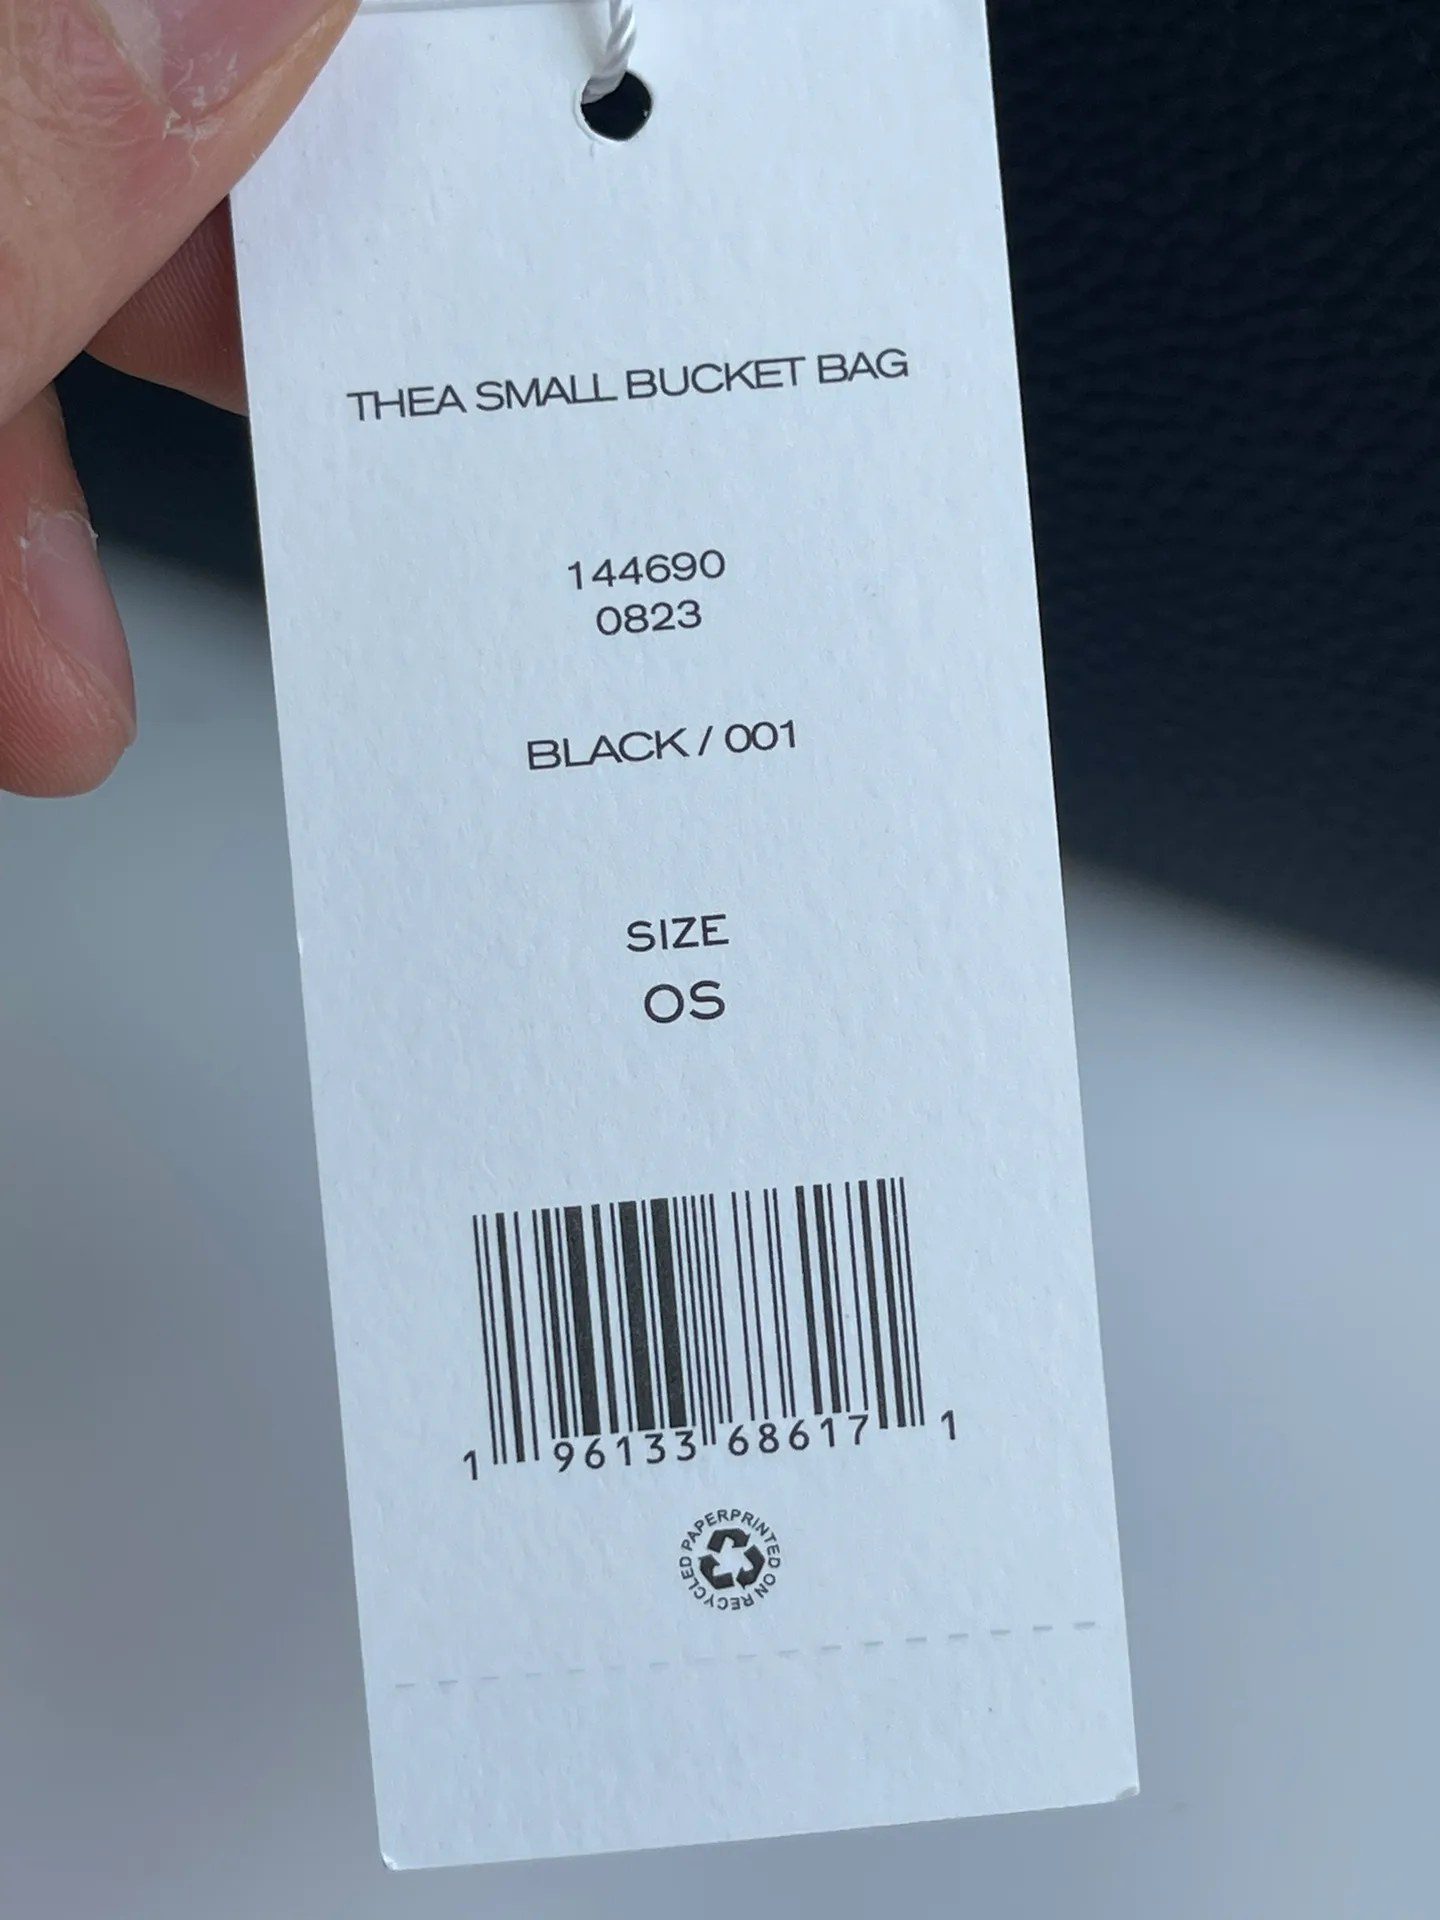 THEA SMALL BUCKET BAG
144690
0823
BLACK / 001
SIZE
OS
1 96133 68617 1
PRINTED ON RECYCLED PAPER